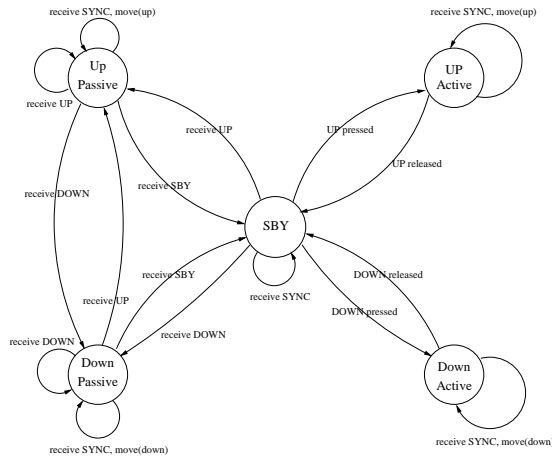 receive SYNC, move(up)
receive SYNC, move(up)
Up
Passive
UP
Active
receive UP
receive UP
UP pressed
UP released
receive SBY
receive DOWN
SBY
receive SBY
DOWN released
receive UP
receive SYNC
DOWN pressed
receive DOWN
receive DOWN
Down
Passive
Down
Active
receive SYNC, move(down)
receive SYNC, move(down)